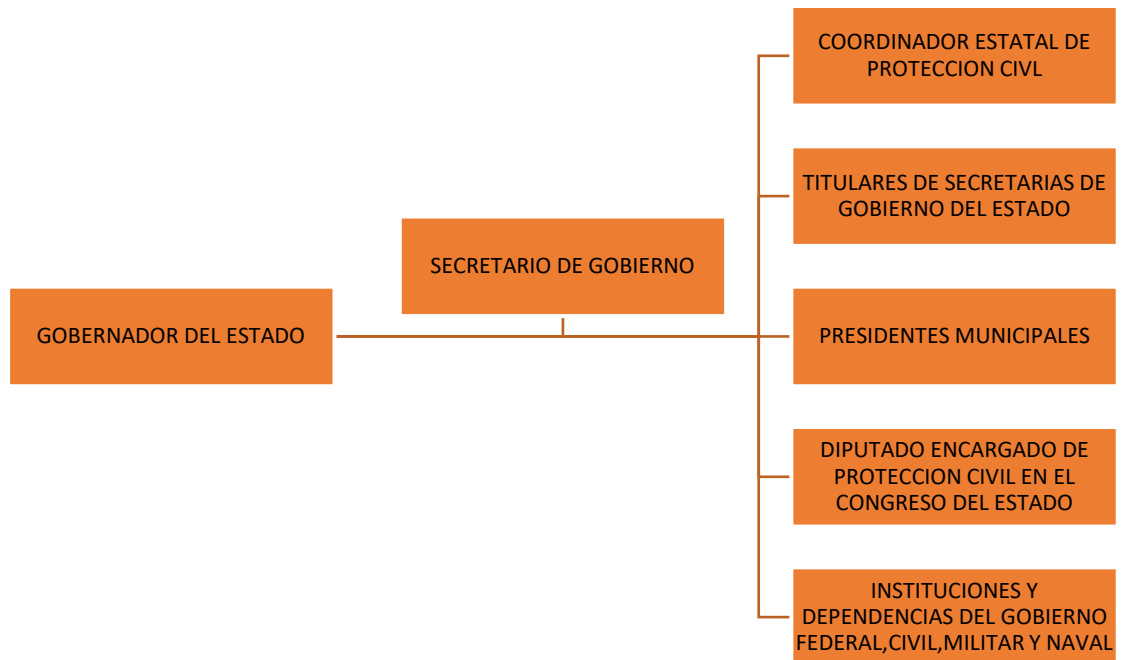 GOBERNADOR DEL ESTADO
SECRETARIO DE GOBIERNO
COORDINADOR ESTATAL DE
PROTECCION CIVL
TITULARES DE SECRETARIAS DE
GOBIERNO DEL ESTADO
PRESIDENTES MUNICIPALES
DIPUTADO ENCARGADO DE
PROTECCION CIVIL EN EL
CONGRESO DEL ESTADO
INSTITUCIONES Y
DEPENDENCIAS DEL GOBIERNO
FEDERAL,CIVIL,MILITAR Y NAVAL